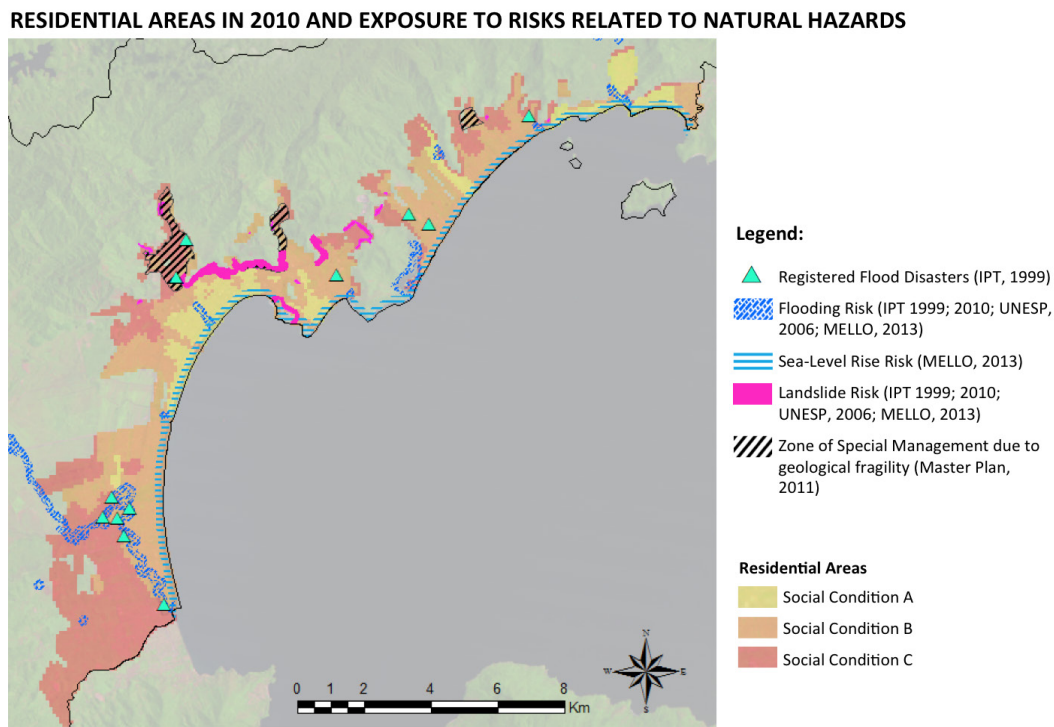 RESIDENTIAL AREAS IN 2010 AND EXPOSURE TO RISKS RELATED TO NATURAL HAZARDS
Legend:
Registered Flood Disasters (IPT, 1999)
Flooding Risk (IPT 1999; 2010; UNESP,
2006; MELLO, 2013)
Sea-Level Rise Risk (MELLO, 2013)
Landslide Risk (IPT 1999; 2010;
UNESP, 2006; MELLO, 2013)
Zone of Special Management due to
geological fragility (Master Plan,
2011)
Residential Areas
Social Condition A
Social Condition B
Social Condition C
N
W E
S
0 1 2 4 6 8
Km